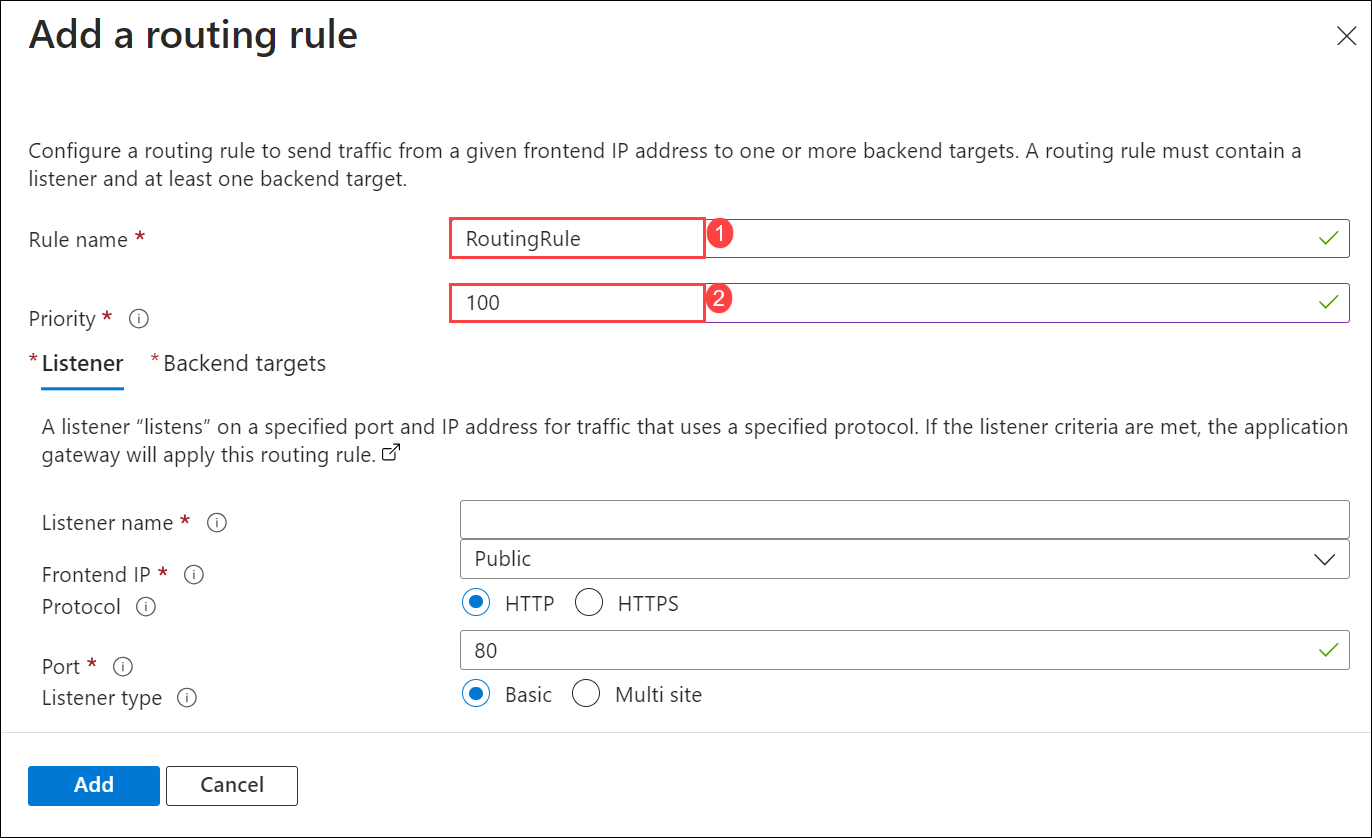 Add a routing rule
Configure a routing rule to send traffic from a given frontend IP address to one or more backend targets. A routing rule must contain a
listener and at least one backend target.
Rule name * RoutingRule 1
Priority * 100 2
* Listener * Backend targets
A listener “listens” on a specified port and IP address for traffic that uses a specified protocol. If the listener criteria are met, the application
gateway will apply this routing rule.
Listener name *
Frontend IP * Public
Protocol HTTP HTTPS
Port * 80
Listener type Basic Multi site
Add Cancel